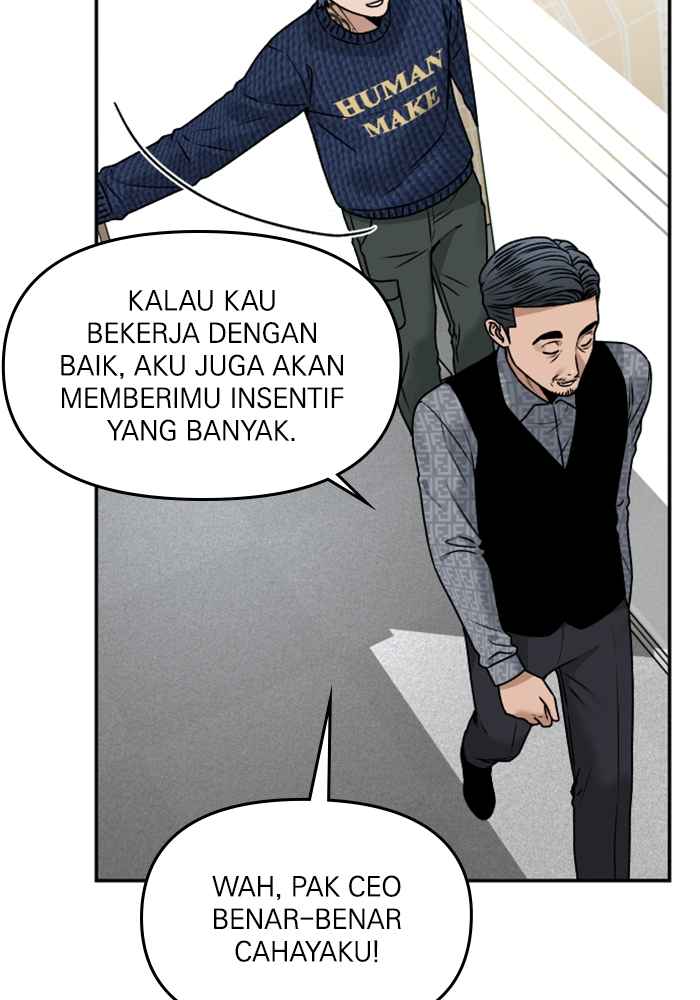 HUMAN
MAKE
KALAU KAU
BEKERJA DENGAN
BAIK, AKU JUGA AKAN
MEMBERIMU INSENTIF
YANG BANYAK.
WAH, PAK CEO
BENAR-BENAR
CAHAYAKU!